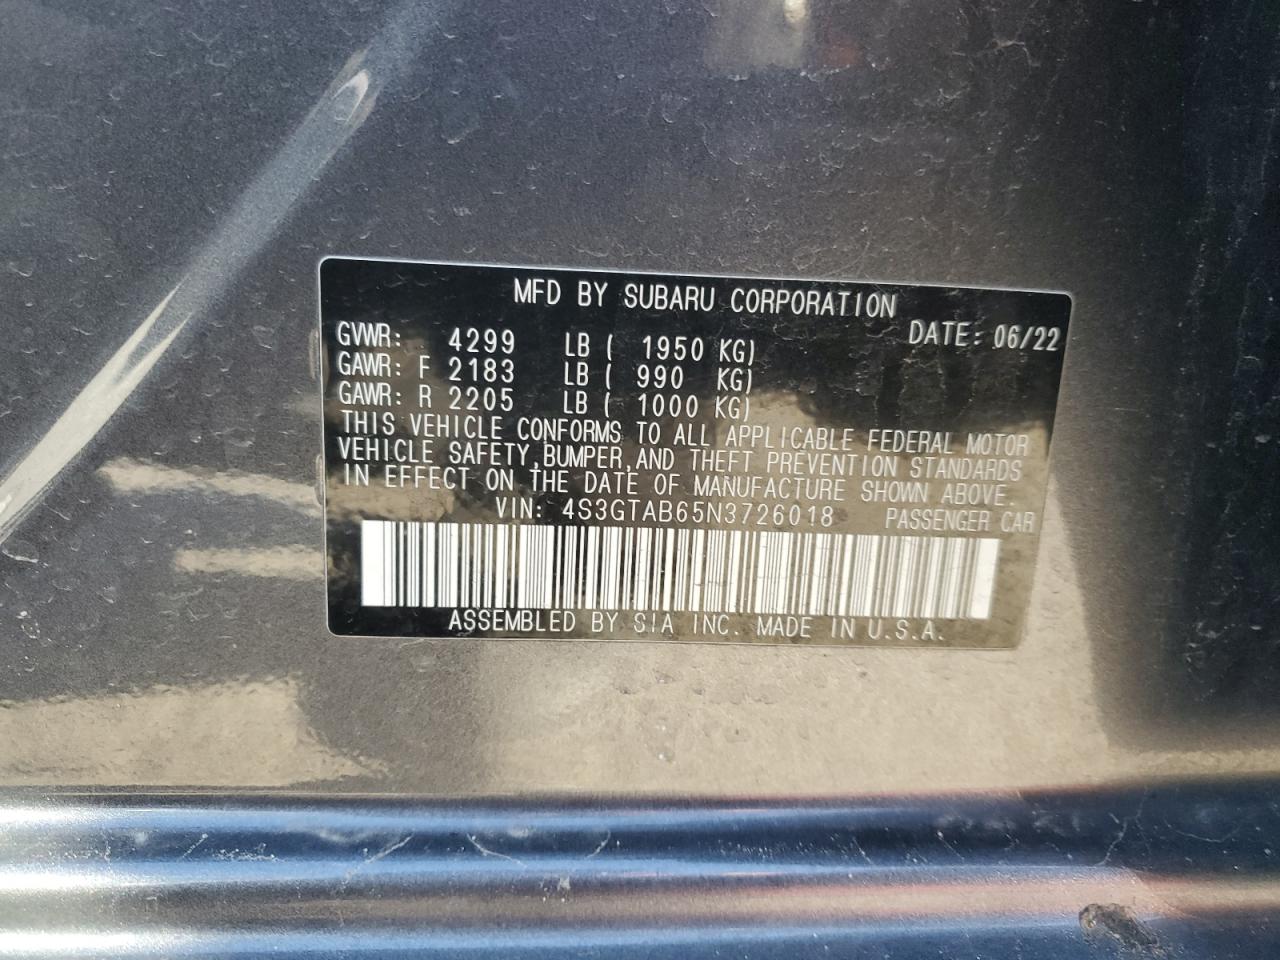 MFD BY SUBARU CORPORATION
DATE: 06/22
GVWR: 4299 LB ( 1950 KG)
GAWR: F 2183 LB ( 990 KG)
GAWR: R 2205 LB ( 1000 KG)
THIS VEHICLE CONFORMS TO ALL APPLICABLE FEDERAL MOTOR
VEHICLE SAFETY,BUMPER,AND THEFT PREVENTION STANDARDS
IN EFFECT ON THE DATE OF MANUFACTURE SHOWN ABOVE.
VIN: 4S3GTAB65N3726018 PASSENGER CAR
ASSEMBLED BY SIA INC. MADE IN U.S.A.